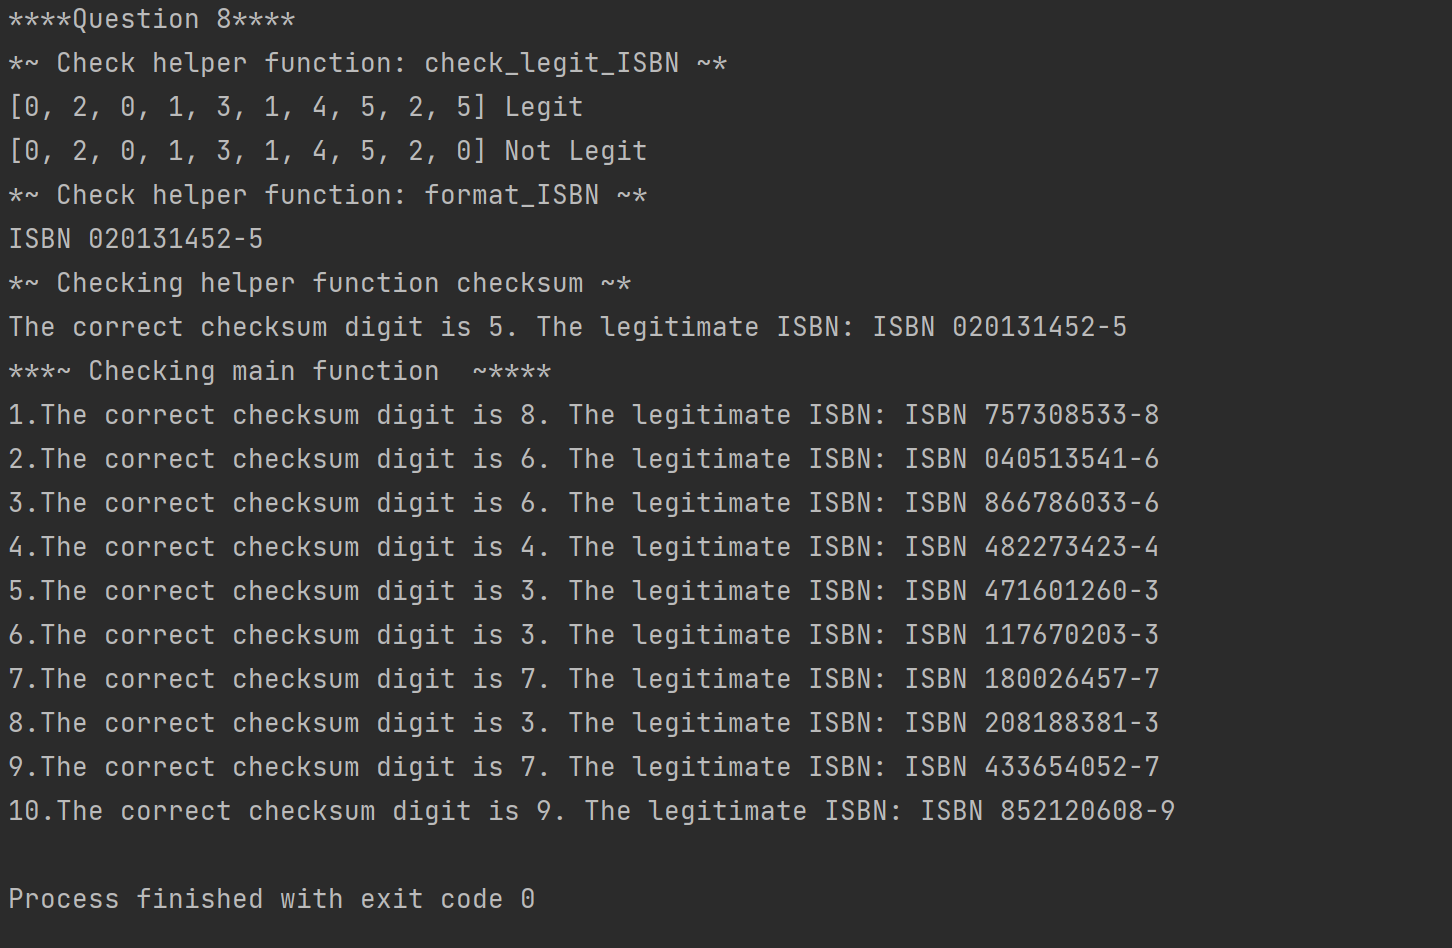 ****Question 8****
*~ Check helper function: check_legit_ISBN ~*
[0, 2, 0, 1, 3, 1, 4, 5, 2, 5] Legit
[0, 2, 0, 1, 3, 1, 4, 5, 2, 0] Not Legit
*~ Check helper function: format_ISBN ~*
ISBN 020131452-5
*~ Checking helper function checksum ~*
The correct checksum digit is 5. The legitimate ISBN: ISBN 020131452-5
***~ Checking main function  ~****
1.The correct checksum digit is 8. The legitimate ISBN: ISBN 757308533-8
2.The correct checksum digit is 6. The legitimate ISBN: ISBN 040513541-6
3.The correct checksum digit is 6. The legitimate ISBN: ISBN 866786033-6
4.The correct checksum digit is 4. The legitimate ISBN: ISBN 482273423-4
5.The correct checksum digit is 3. The legitimate ISBN: ISBN 471601260-3
6.The correct checksum digit is 3. The legitimate ISBN: ISBN 117670203-3
7.The correct checksum digit is 7. The legitimate ISBN: ISBN 180026457-7
8.The correct checksum digit is 3. The legitimate ISBN: ISBN 208188381-3
9.The correct checksum digit is 7. The legitimate ISBN: ISBN 433654052-7
10.The correct checksum digit is 9. The legitimate ISBN: ISBN 852120608-9
Process finished with exit code 0